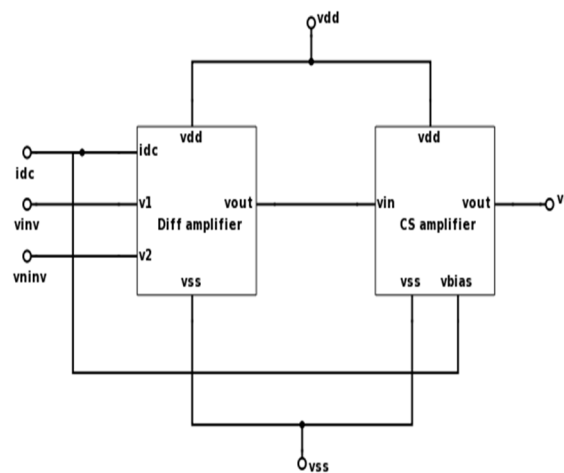 vdd
vdd
vdd
idc
idc
v1
vout
vin
vout
v
vinv
Diff amplifier
CS amplifier
v2
vninv
vss
vss
vbias
vss